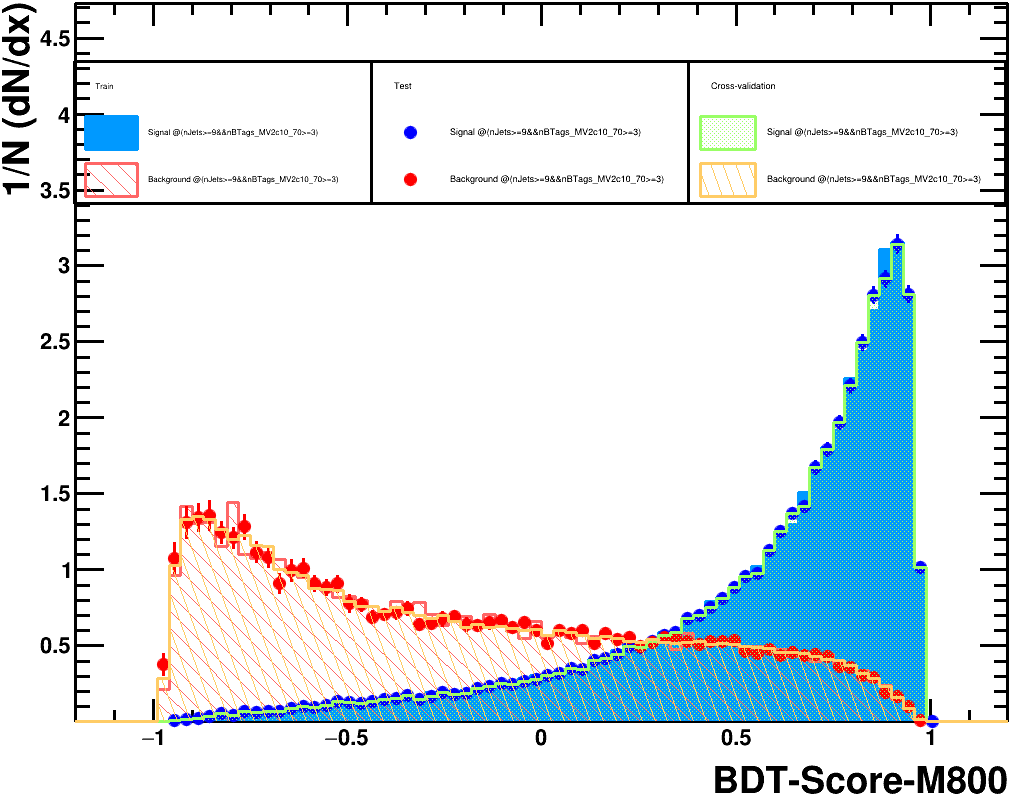 1/N (dN/dx)
4.5
4
3.5
3
2.5
2
1.5
1
0.5
Train
Signal @(nJets>=9&&nBTags_MV2c10_70>=3)
Background @(nJets>=9&&nBTags_MV2c10_70>=3)
Test
Signal @(nJets>=9&&nBTags_MV2c10_70>=3)
Background @(nJets>=9&&nBTags_MV2c10_70>=3)
Cross-validation
Signal @(nJets>=9&&nBTags_MV2c10_70>=3)
Background @(nJets>=9&&nBTags_MV2c10_70>=3)
−1 −0.5 0 0.5 1
BDT-Score-M800